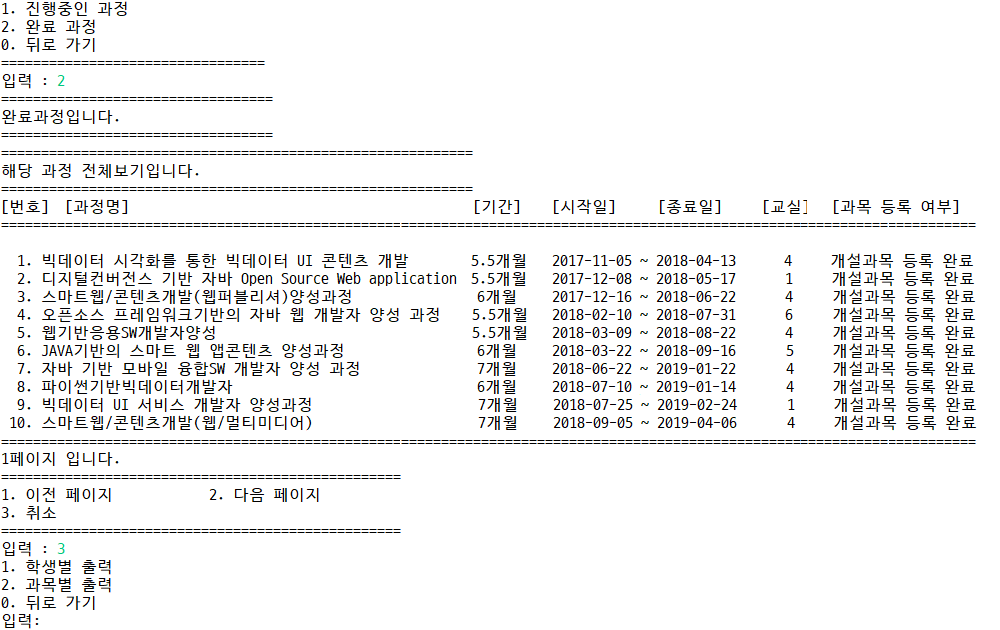 1. 진행중인 과정
2. 완료 과정
0. 뒤로 가기
=================================
입력 : 2
==================================
완료과정입니다.
==================================
===========================================================
해당 과정 전체보기입니다.
===========================================================
[번호] [과정명] [기간] [시작일] [종료일] [교실] [과목 등록 여부]
==========================================================================================================================
1. 빅데이터 시각화를 통한 빅데이터 UI 콘텐츠 개발 5.5개월 2017-11-05 ~ 2018-04-13 4 개설과목 등록 완료
2. 디지털컨버전스 기반 자바 Open Source Web application 5.5개월 2017-12-08 ~ 2018-05-17 1 개설과목 등록 완료
3. 스마트웹/콘텐츠개발(웹퍼블리셔)양성과정 6개월 2017-12-16 ~ 2018-06-22 4 개설과목 등록 완료
4. 오픈소스 프레임워크기반의 자바 웹 개발자 양성 과정 5.5개월 2018-02-10 ~ 2018-07-31 6 개설과목 등록 완료
5. 웹기반응용SW개발자양성 5.5개월 2018-03-09 ~ 2018-08-22 4 개설과목 등록 완료
6. JAVA기반의 스마트 웹 앱콘텐츠 양성과정 6개월 2018-03-22 ~ 2018-09-16 5 개설과목 등록 완료
7. 자바 기반 모바일 융합SW 개발자 양성 과정 7개월 2018-06-22 ~ 2019-01-22 4 개설과목 등록 완료
8. 파이썬기반빅데이터개발자 6개월 2018-07-10 ~ 2019-01-14 4 개설과목 등록 완료
9. 빅데이터 UI 서비스 개발자 양성과정 7개월 2018-07-25 ~ 2019-02-24 1 개설과목 등록 완료
10. 스마트웹/콘텐츠개발(웹/멀티미디어) 7개월 2018-09-05 ~ 2019-04-06 4 개설과목 등록 완료
==========================================================================================================================
1페이지 입니다.
==================================================
1. 이전 페이지 2. 다음 페이지
3. 취소
==================================================
입력 : 3
1. 학생별 출력
2. 과목별 출력
0. 뒤로 가기
입력: